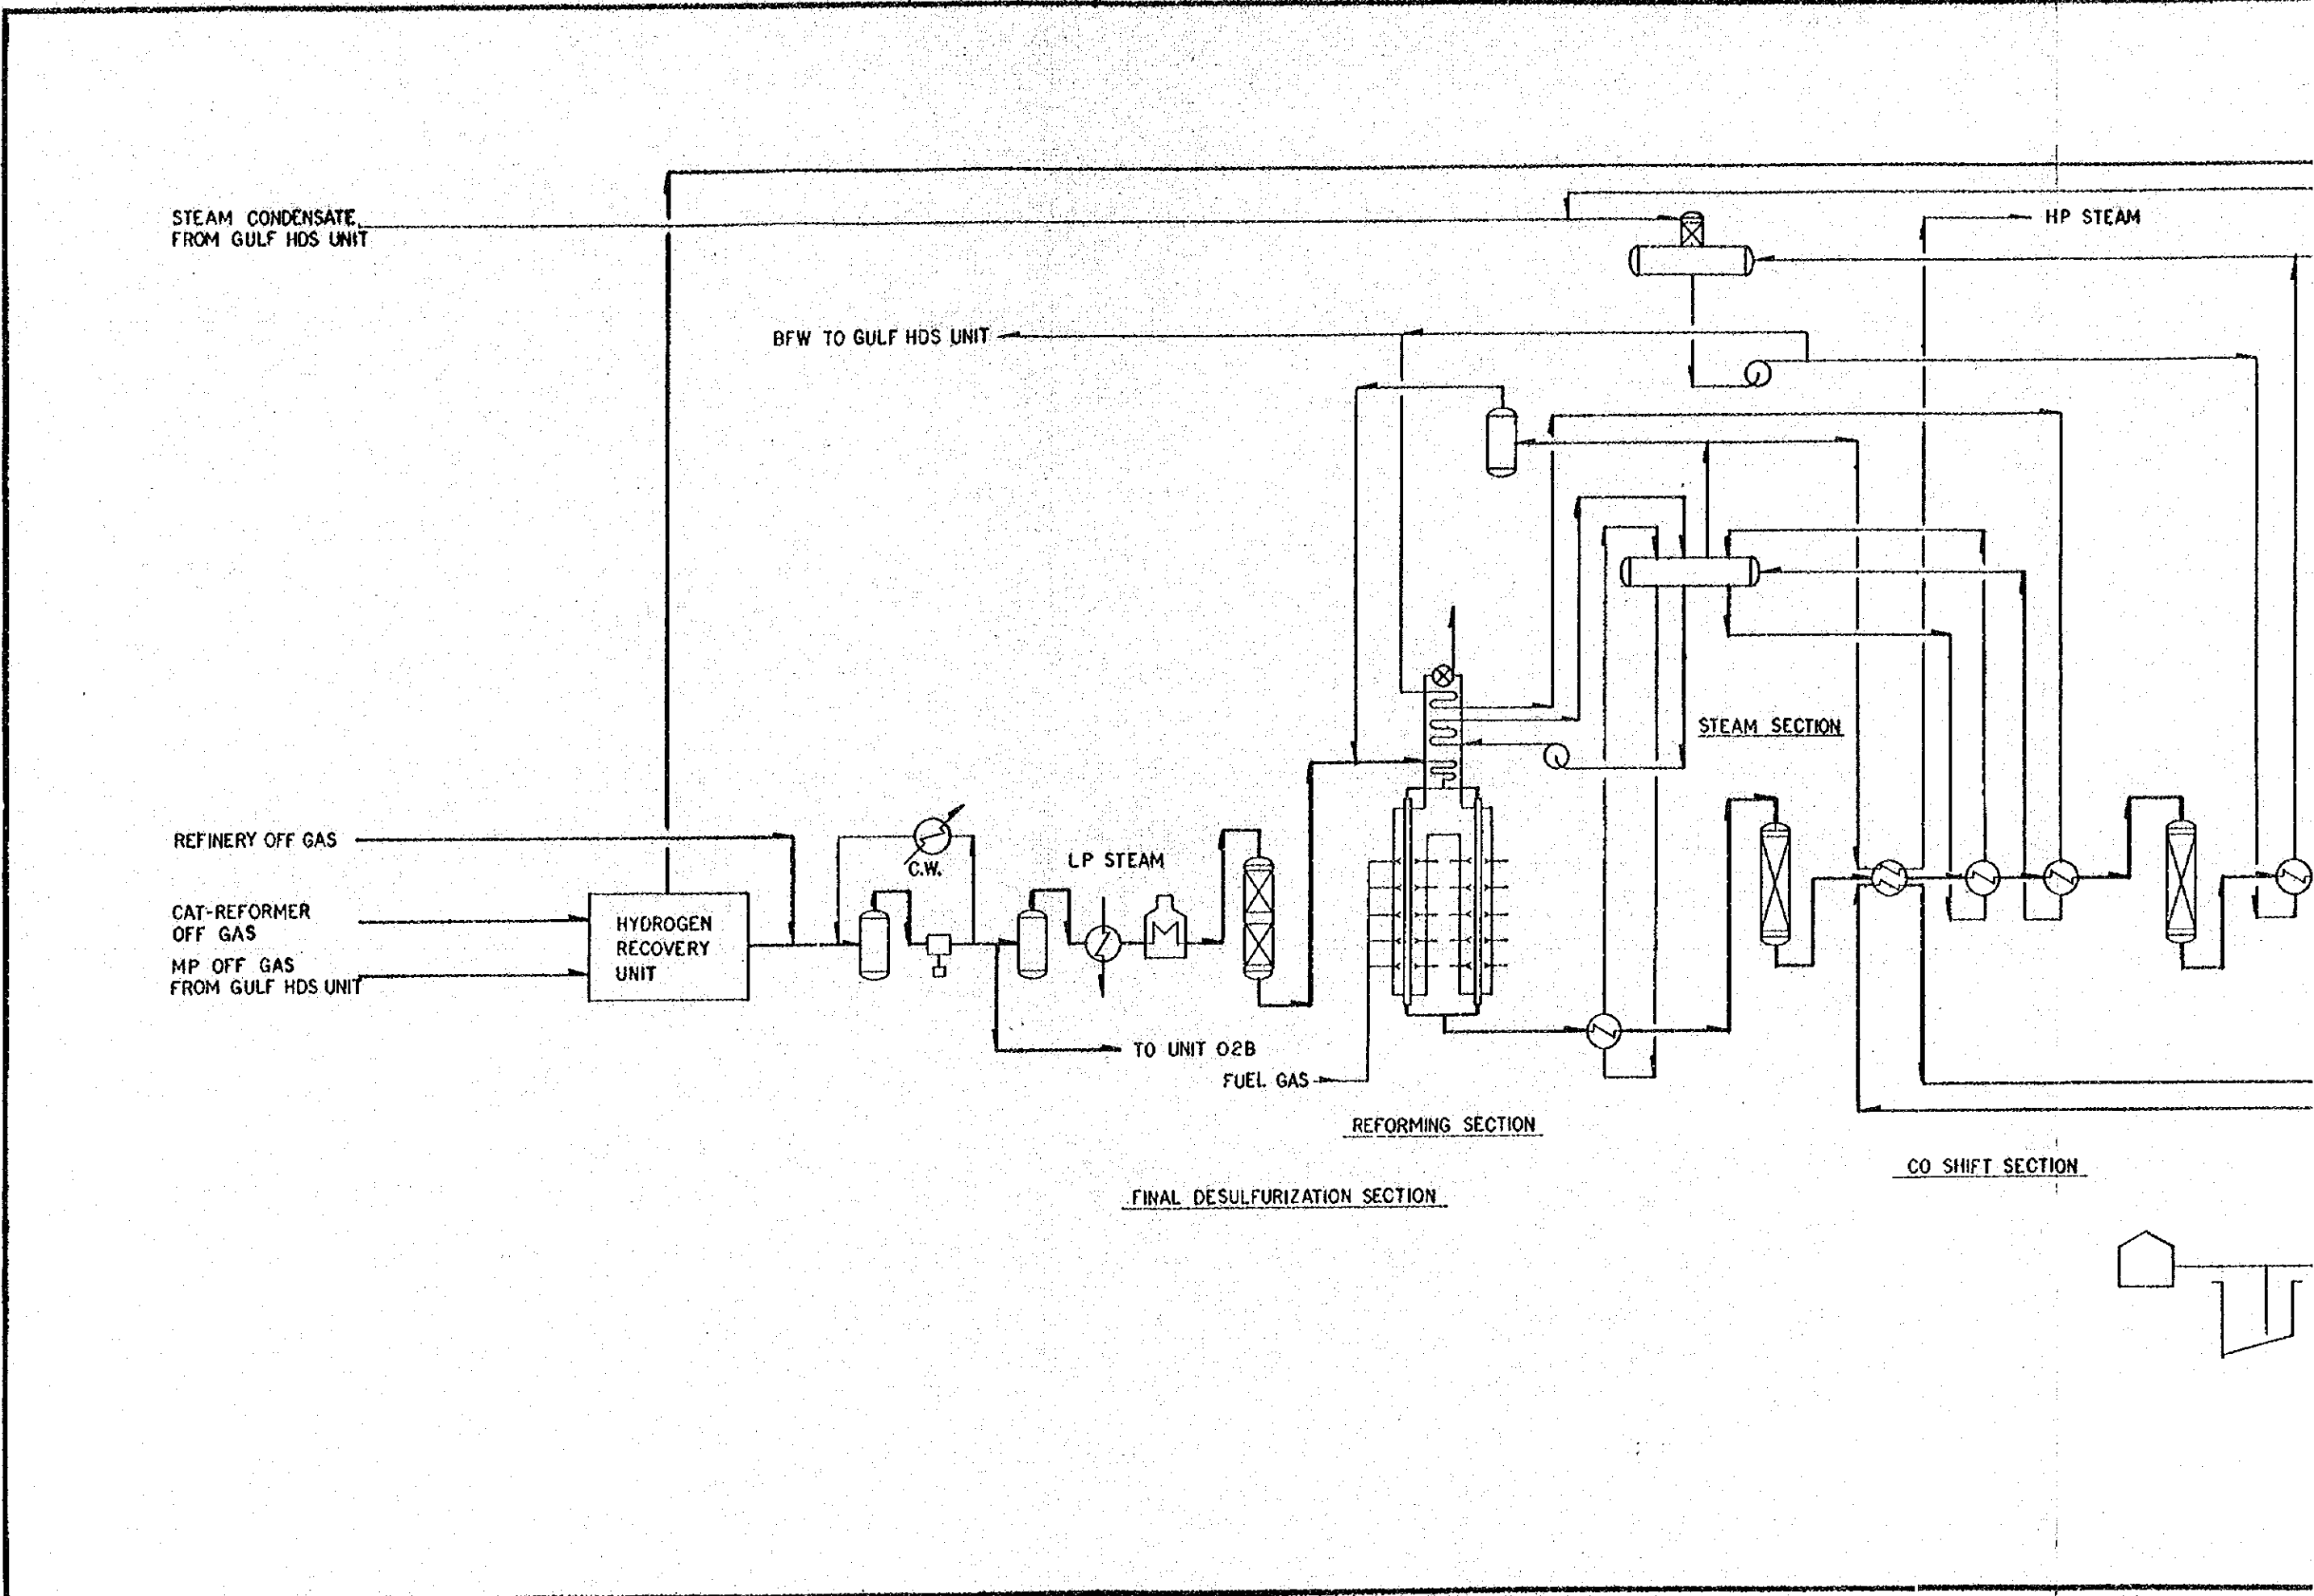 STEAM CONDENSATE
FROM GULF HDS UNIT
HP STEAM
BFW TO GULF HDS UNIT
STEAM SECTION
REFINERY OFF GAS
C.W.
LP STEAM
CAT-REFORMER
OFF GAS
MP OFF GAS
FROM GULF HDS UNIT
HYDROGEN
RECOVERY
UNIT
TO UNIT 02B
FUEL GAS
REFORMING SECTION
CO SHIFT SECTION
FINAL DESULFURIZATION SECTION